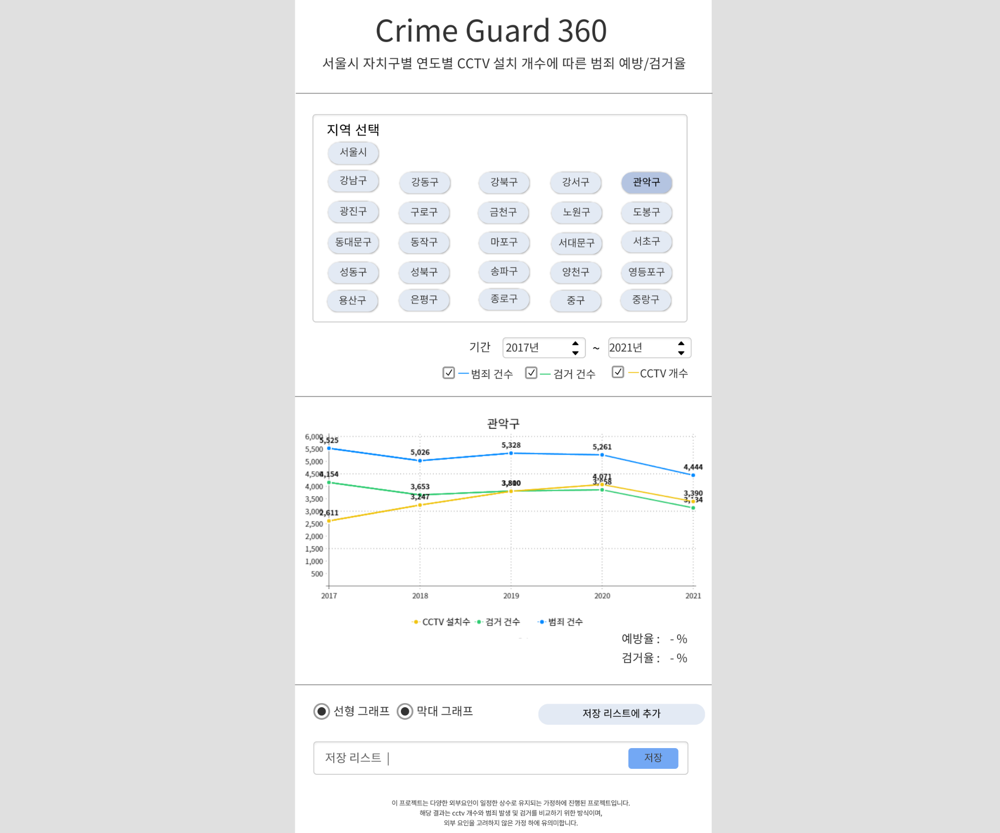 Crime Guard 360
서울시 자치구별 연도별 CCTV 설치 개수에 따른 범죄 예방/검거율
지역 선택
서울시
강남구 강동구 강북구 강서구 관악구
광진구 구로구 금천구 노원구 도봉구
동대문구 동작구 마포구 서대문구 서초구
성동구 성북구 송파구 양천구 영등포구
용산구 은평구 종로구 중구 중랑구
기간 2017년 ~ 2021년
범죄 건수 검거 건수 CCTV 개수
관악구
6,000
5,525
5,328
5,261
5,500
5,026
5,000
4,444
4,500
4,154
4,071
4,000
3,653
3,390
3,500
3,247
3,000
2,611
2,500
2,000
1,500
1,000
500
2017 2018 2019 2020 2021
CCTV 설치수 검거 건수 범죄 건수
예방율 : - %
검거율 : - %
선형 그래프 막대 그래프 저장 리스트에 추가
저장 리스트 | 저장
이 프로젝트는 다양한 외부요인이 일정한 상수로 유지되는 가정하에 진행된 프로젝트입니다.
해당 결과는 cctv 개수와 범죄 발생 및 검거를 비교하기 위한 방식이며,
외부 요인을 고려하지 않은 가정 하에 유의미합니다.